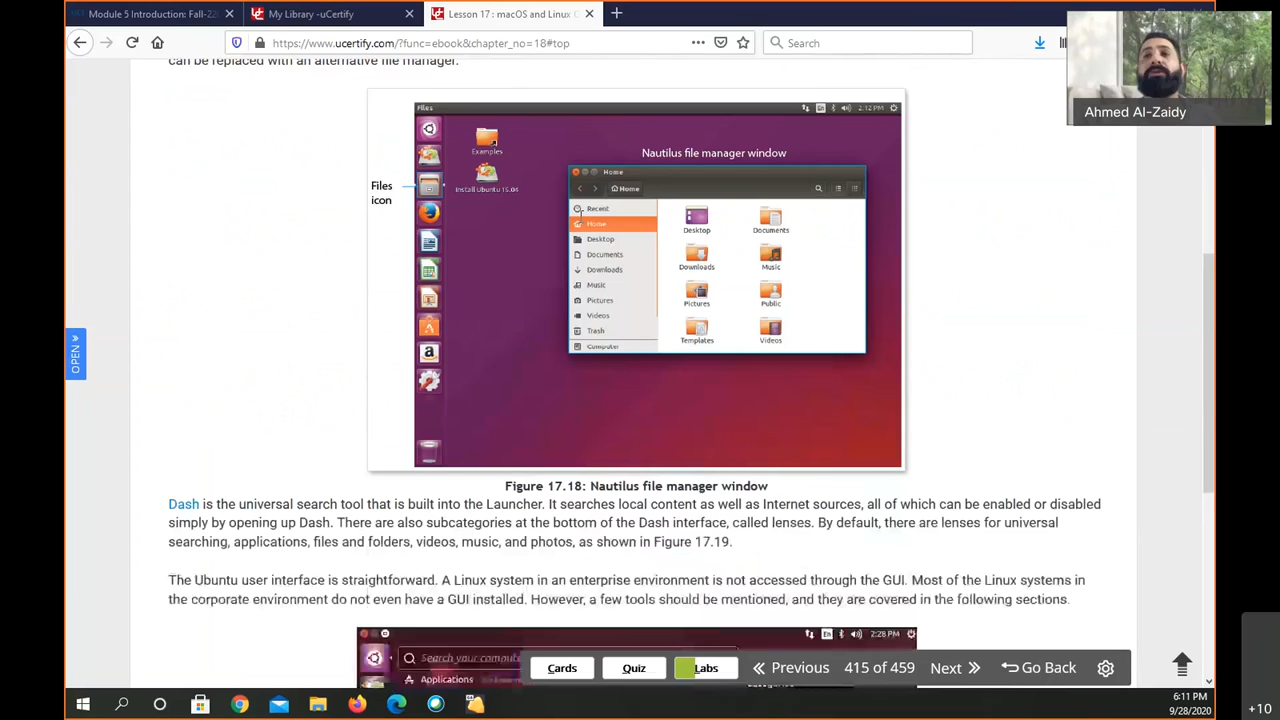 Module 5 Introduction: Fall-22
My Library -uCertify
Lesson 17 : macOS and Linux
https://www.ucertify.com/?func=ebook&chapter_no=18#top
Search
Ahmed Al-Zaidy
can be replaced with an alternative file manager.
Files
2:12 PM
Examples
Install Ubuntu 15.04
Files
icon
Nautilus file manager window
Home
Home
Recent
Home
Desktop
Documents
Downloads
Music
Pictures
Videos
Trash
Computer
Desktop
Documents
Downloads
Music
Pictures
Public
Templates
Videos
OPEN »
Figure 17.18: Nautilus file manager window
Dash is the universal search tool that is built into the Launcher. It searches local content as well as Internet sources, all of which can be enabled or disabled
simply by opening up Dash. There are also subcategories at the bottom of the Dash interface, called lenses. By default, there are lenses for universal
searching, applications, files and folders, videos, music, and photos, as shown in Figure 17.19.
The Ubuntu user interface is straightforward. A Linux system in an enterprise environment is not accessed through the GUI. Most of the Linux systems in
the corporate environment do not even have a GUI installed. However, a few tools should be mentioned, and they are covered in the following sections.
En
2:28 PM
Search your
Applications
Cards
Quiz
Labs
Previous
415 of 459
Next
Go Back
6:11 PM
9/28/2020
+10